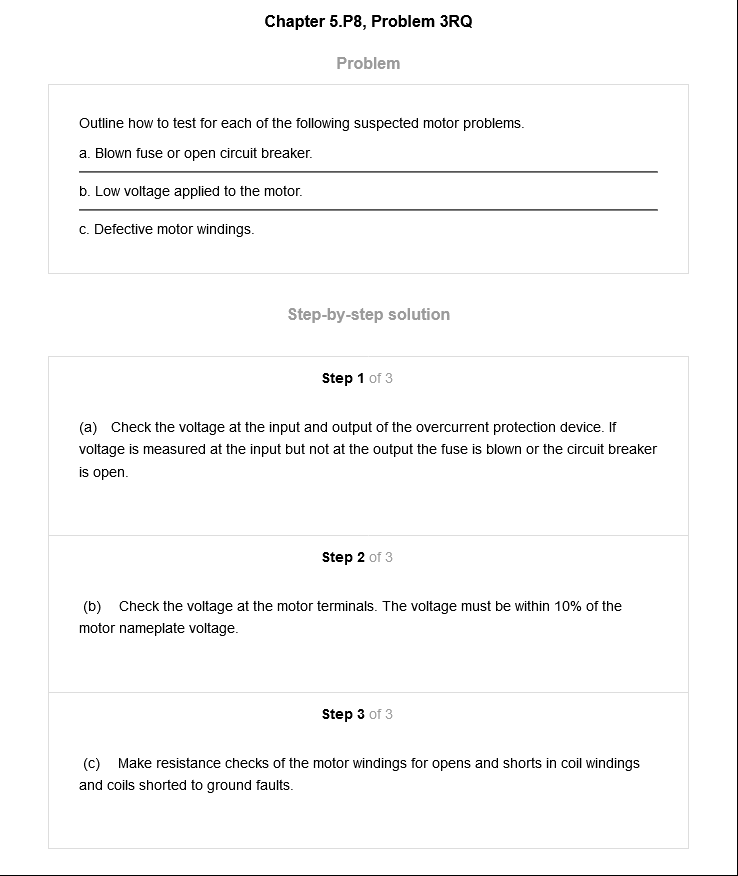 Chapter 5.P8, Problem 3RQ
Problem
Outline how to test for each of the following suspected motor problems.
a. Blown fuse or open circuit breaker.
b. Low voltage applied to the motor.
c. Defective motor windings.
Step-by-step solution
Step 1 of 3
(a) Check the voltage at the input and output of the overcurrent protection device. If
voltage is measured at the input but not at the output the fuse is blown or the circuit breaker
is open.
Step 2 of 3
(b) Check the voltage at the motor terminals. The voltage must be within 10% of the
motor nameplate voltage.
Step 3 of 3
(c) Make resistance checks of the motor windings for opens and shorts in coil windings
and coils shorted to ground faults.